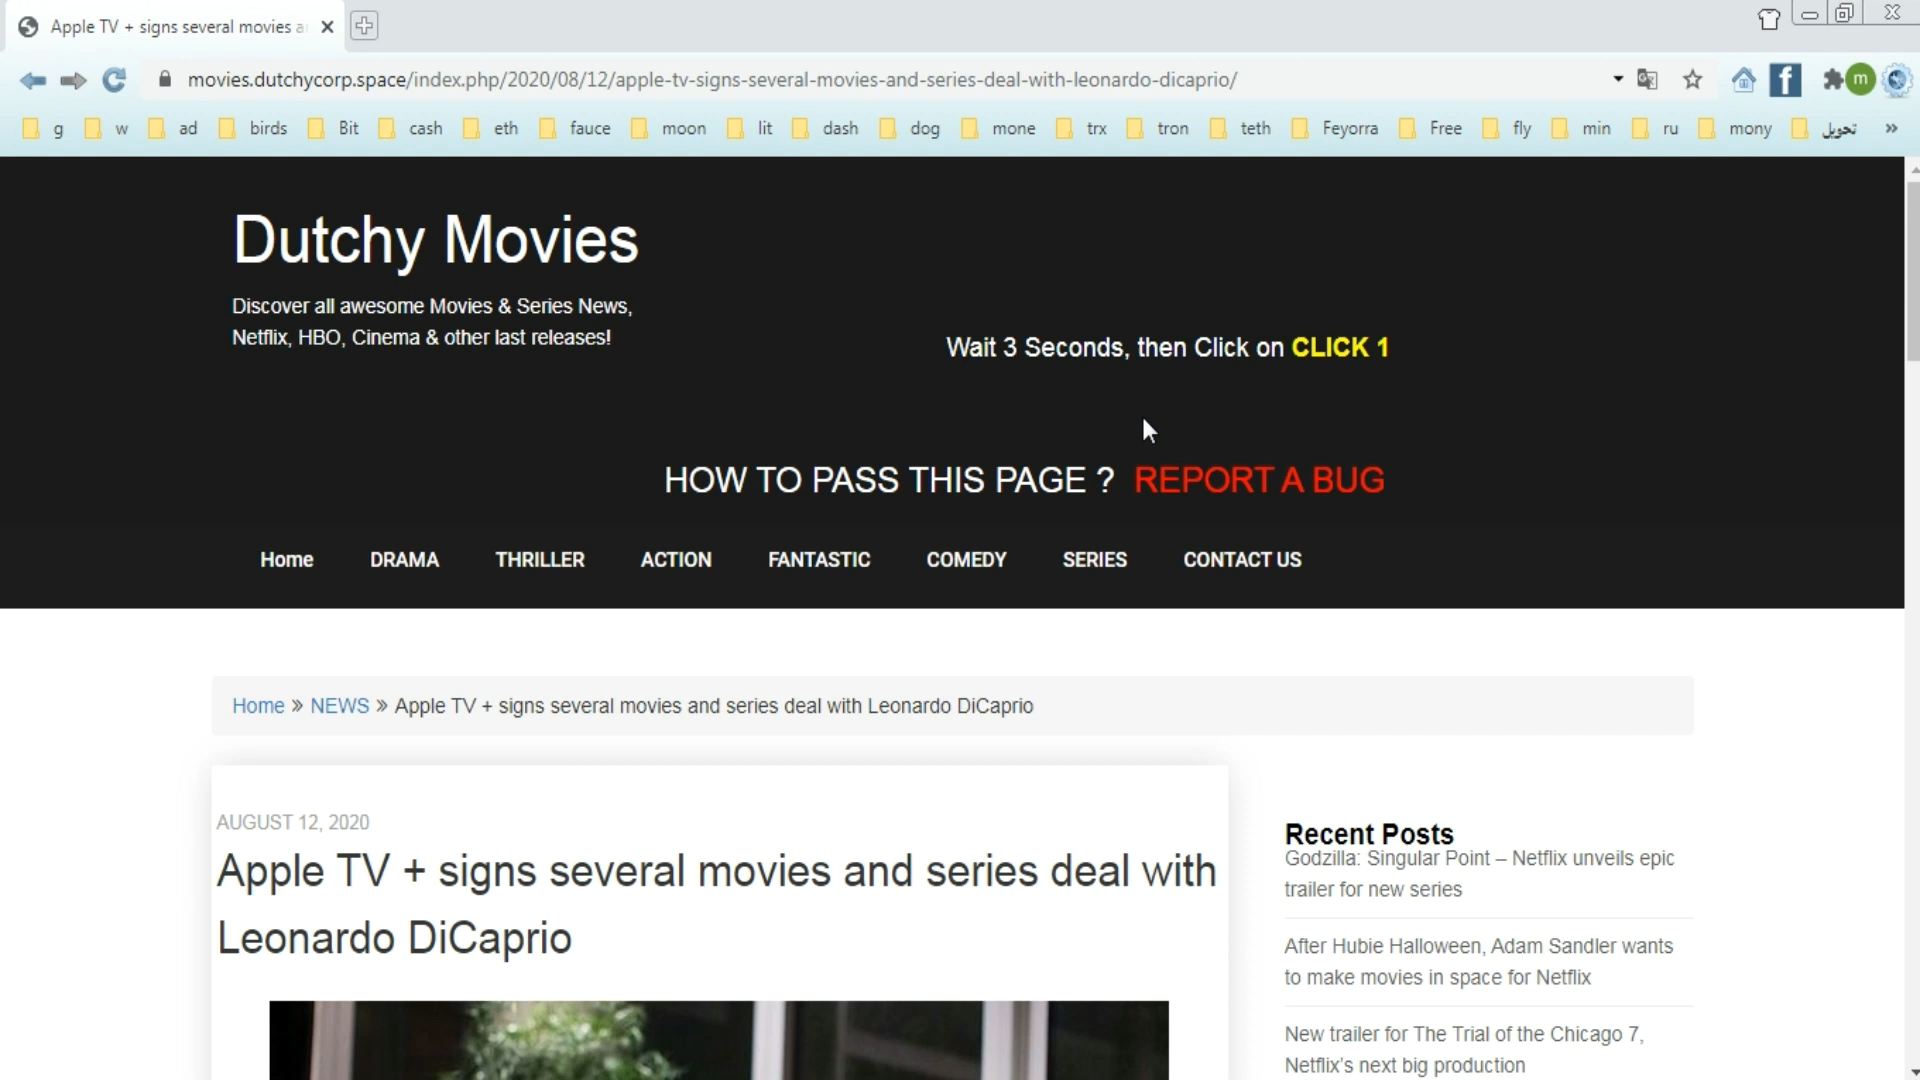 Apple TV + signs several movies a
movies.dutchycorp.space/index.php/2020/08/12/apple-tv-signs-several-movies-and-series-deal-with-leonardo-dicaprio/
f m
g w ad birds Bit cash eth fauce moon lit dash dog mone trx tron teth Feyorra Free fly min ru mony تحويل »
Dutchy Movies
Discover all awesome Movies & Series News,
Netflix, HBO, Cinema & other last releases!
Wait 3 Seconds, then Click on CLICK 1
HOW TO PASS THIS PAGE ? REPORT A BUG
Home DRAMA THRILLER ACTION FANTASTIC COMEDY SERIES CONTACT US
Home » NEWS » Apple TV + signs several movies and series deal with Leonardo DiCaprio
AUGUST 12, 2020
Apple TV + signs several movies and series deal with
Leonardo DiCaprio
Recent Posts
Godzilla: Singular Point – Netflix unveils epic
trailer for new series
After Hubie Halloween, Adam Sandler wants
to make movies in space for Netflix
New trailer for The Trial of the Chicago 7,
Netflix's next big production